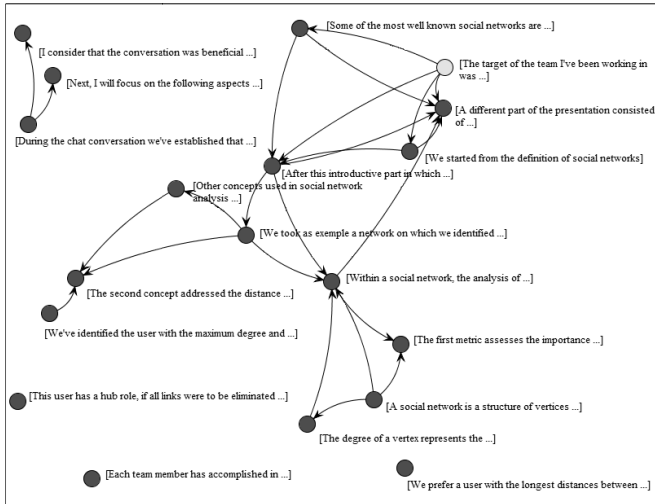 [Some of the most well known social networks are ...]
[I consider that the conversation was beneficial ...]
[The target of the team I've been working in
was ...]
[Next, I will focus on the following aspects ...]
[A different part of the presentation consisted
of ...]
[During the chat conversation we've established that ...]
[We started from the definition of social networks]
[After this introductive part in which ...]
[Other concepts used in social network
analysis ...]
[We took as exemple a network on which we identified ...]
[Within a social network, the analysis of ...]
[The second concept addressed the distance ...]
[We've identified the user with the maximum degree and ...]
[The first metric assesses the importance ...]
[This user has a hub role, if all links were to be eliminated ...]
[A social network is a structure of vertices ...]
[The degree of a vertex represents the ...]
[Each team member has accomplished in ...]
[We prefer a user with the longest distances between ...]